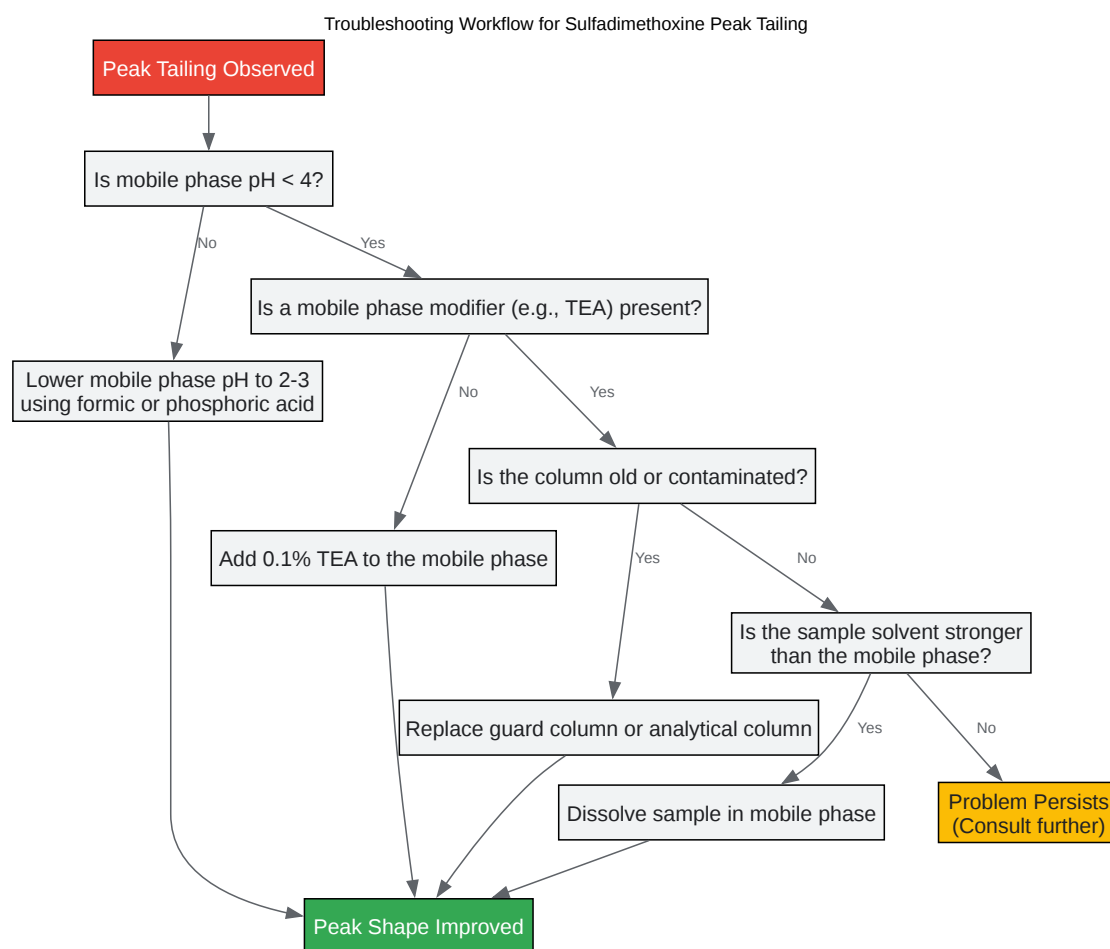 Troubleshooting Workflow for Sulfadimethoxine Peak Tailing
Peak Tailing Observed
Is mobile phase pH < 4?
No
Yes
Is a mobile phase modifier (e.g., TEA) present?
Lower mobile phase pH to 2-3
using formic or phosphoric acid
No
Yes
Is the column old or contaminated?
Add 0.1% TEA to the mobile phase
Yes
No
Is the sample solvent stronger
than the mobile phase?
Replace guard column or analytical column
Yes
No
Dissolve sample in mobile phase
Problem Persists
(Consult further)
Peak Shape Improved